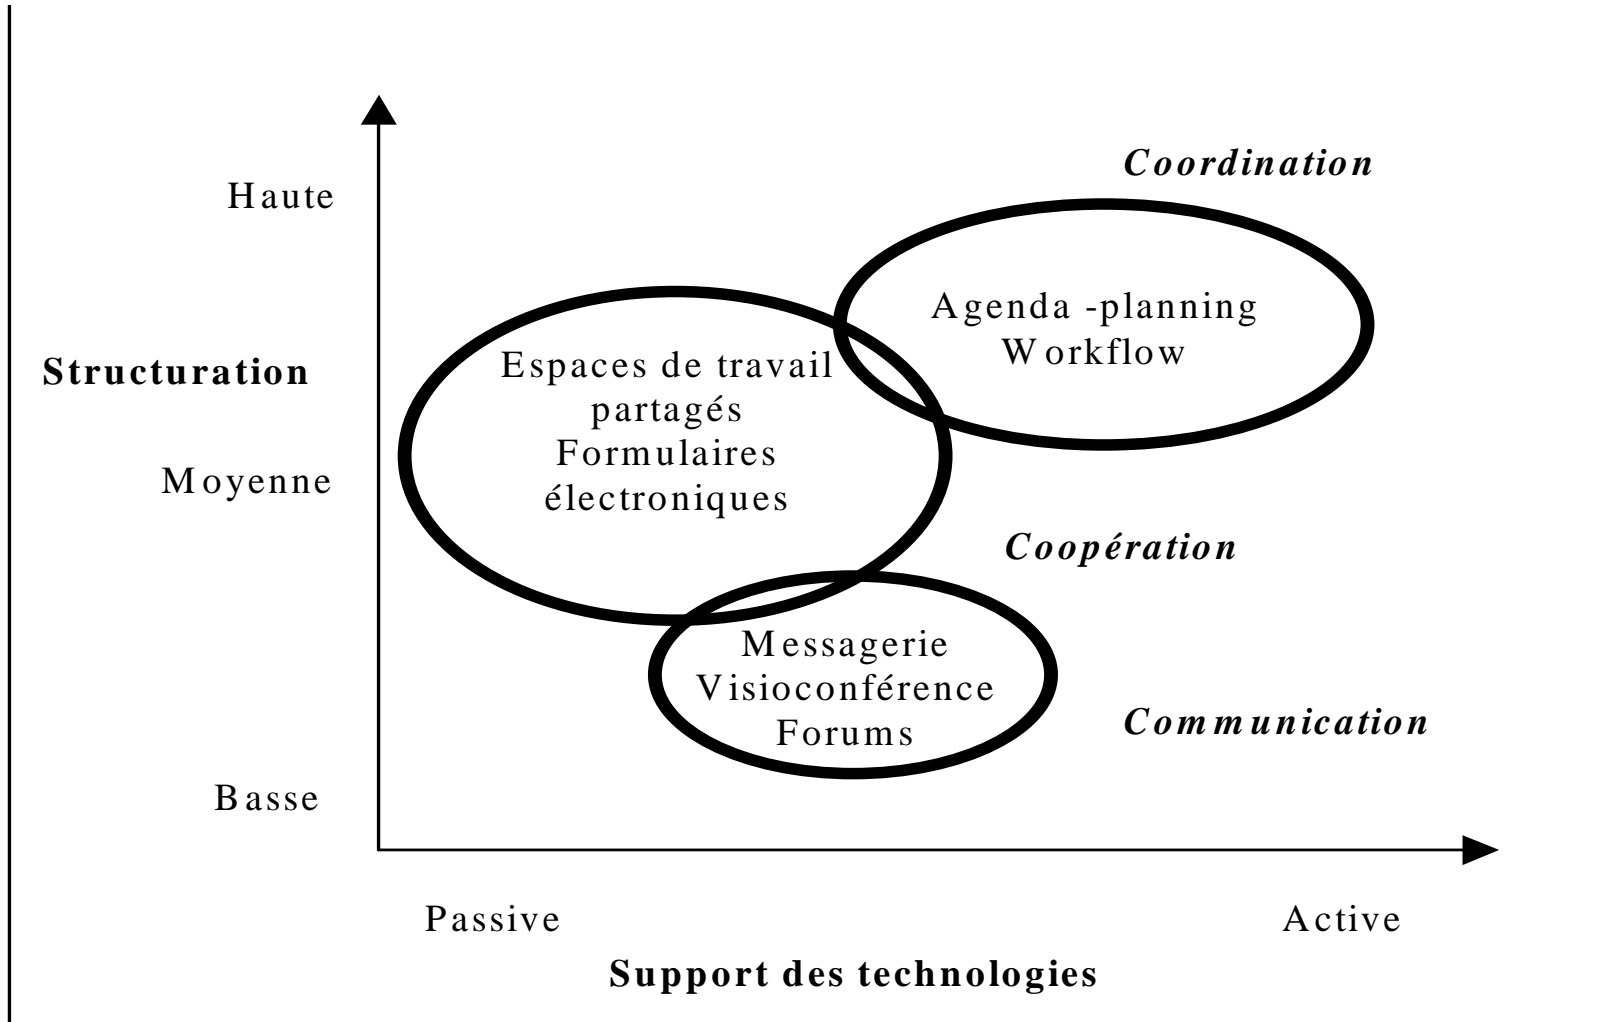 Coordination
Haute
Agenda -planning
Workflow
Structuration
Espaces de travail
partagés
Formulaires
électroniques
Moyenne
Coopération
Messagerie
Visioconférence
Forums
Communication
Basse
Passive
Active
Support des technologies